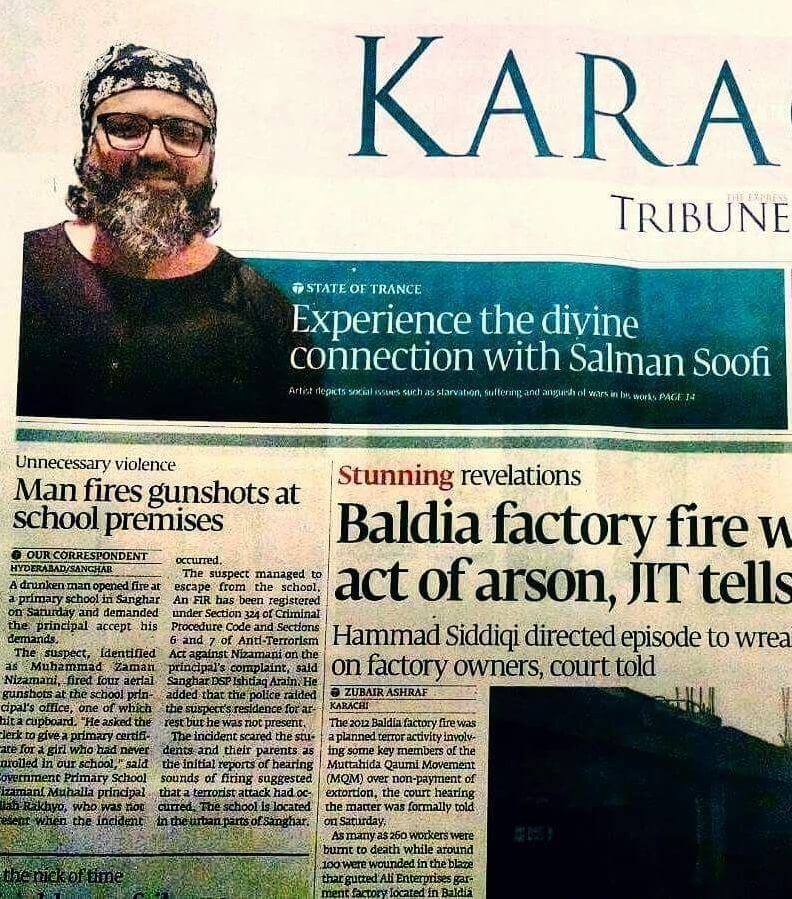 KARA
THE EXPRESS
TRIBUNE
STATE OF TRANCE
Experience the divine
connection with Salman Soofi
Artist depicts social issues such as starvation, suffering and anguish of wars in his works PAGE 14
Unnecessary violence
Man fires gunshots at
school premises
OUR CORRESPONDENT
HYDERABAD/SANGHAR
A drunken man opened fire at
a primary school in Sanghar
on Saturday and demanded
the principal accept his
demands.
The suspect, identified
as Muhammad Zaman
Nizamani, fired four aerial
gunshots at the school prin-
cipal's office, one of which
hit a cupboard. "He asked the
clerk to give a primary certifi-
cate for a girl who had never
enrolled in our school," said
Government Primary School
Nizamani Muhalla principal
Rakhyo, who was not
present when the incident
occurred.
The suspect managed to
escape from the school.
An FIR has been registered
under Section 324 of Criminal
Procedure Code and Sections
6 and 7 of Anti-Terrorism
Act against Nizamani on the
principal's complaint, said
Sanghar DSP Ishtiaq Arain. He
added that the police raided
the suspect's residence for ar-
rest but he was not present.
The incident scared the stu-
dents and their parents as
the initial reports of hearing
sounds of firing suggested
that a terrorist attack had oc-
curred. The school is located
in the urban parts of Sanghar.
the nick of time
Stunning revelations
Baldia factory fire w
act of arson, JIT tells
Hammad Siddiqi directed episode to wrea
on factory owners, court told
ZUBAIR ASHRAF
KARACHI
The 2012 Baldia factory fire was
a planned terror activity involv-
ing some key members of the
Muttahida Qaumi Movement
(MQM) over non-payment of
extortion, the court hearing
the matter was formally told
on Saturday.
As many as 260 workers were
burnt to death while around
100 were wounded in the blaze
that gutted Ali Enterprises gar-
ment factory located in Baldia